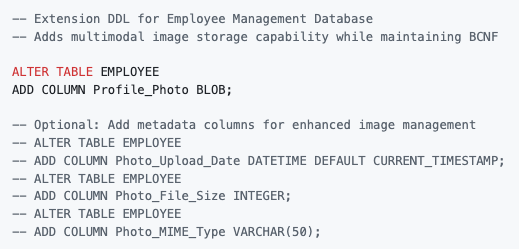 -- Extension DDL for Employee Management Database
-- Adds multimodal image storage capability while maintaining BCNF
ALTER TABLE EMPLOYEE
ADD COLUMN Profile_Photo BLOB;
-- Optional: Add metadata columns for enhanced image management
-- ALTER TABLE EMPLOYEE
-- ADD COLUMN Photo_Upload_Date DATETIME DEFAULT CURRENT_TIMESTAMP;
-- ALTER TABLE EMPLOYEE
-- ADD COLUMN Photo_File_Size INTEGER;
-- ALTER TABLE EMPLOYEE
-- ADD COLUMN Photo_MIME_Type VARCHAR(50);